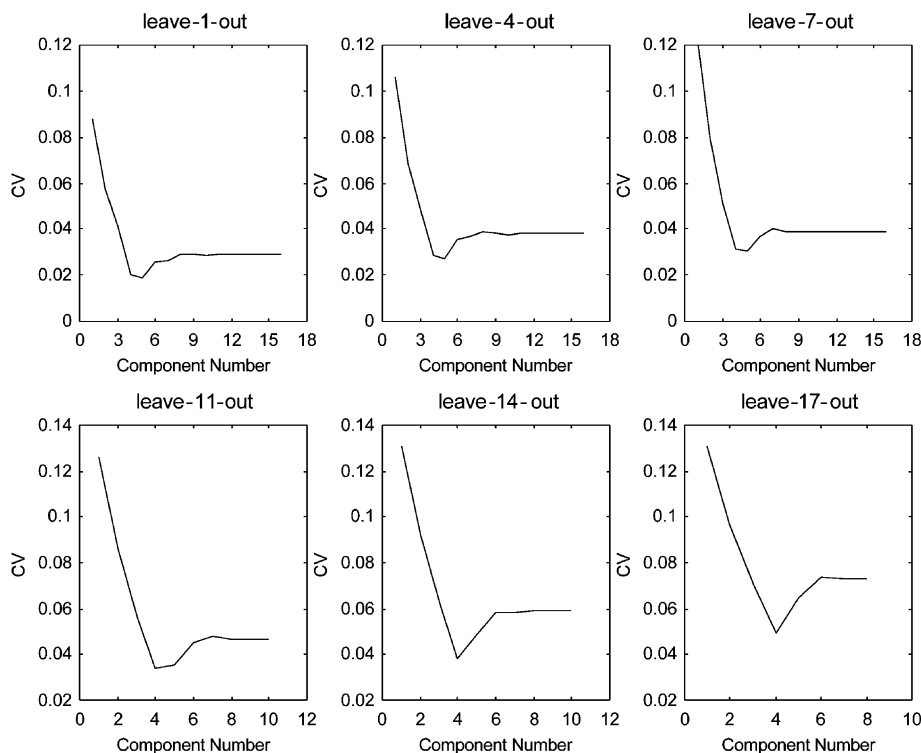 leave-1-out leave-4-out leave-7-out
0.12 0.12 0.12
0.1 0.1 0.1
0.08 0.08 0.08
CV CV CV
0.06 0.06 0.06
0.04 0.04 0.04
0.02 0.02 0.02
0 0 0
0 3 6 9 12 15 18 0 3 6 9 12 15 18 0 3 6 9 12 15 18
Component Number Component Number Component Number
leave-11-out leave-14-out leave-17-out
0.14 0.14 0.14
0.12 0.12 0.12
0.1 0.1 0.1
CV CV CV
0.08 0.08 0.08
0.06 0.06 0.06
0.04 0.04 0.04
0.02 0.02 0.02
0 2 4 6 8 10 12 0 2 4 6 8 10 12 0 2 4 6 8 10
Component Number Component Number Component Number